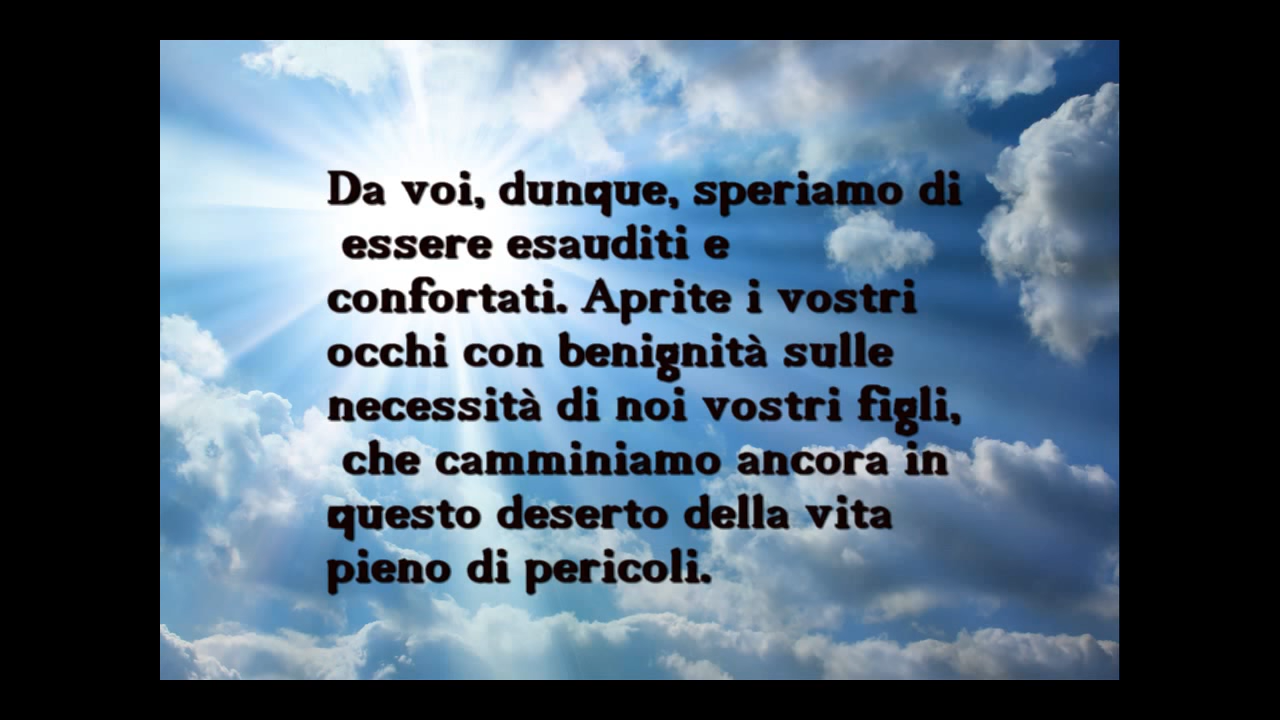 Da voi, dunque, speriamo di
essere esauditi e
confortati. Aprite i vostri
occhi con benignità sulle
necessità di noi vostri figli,
che camminiamo ancora in
questo deserto della vita
pieno di pericoli.